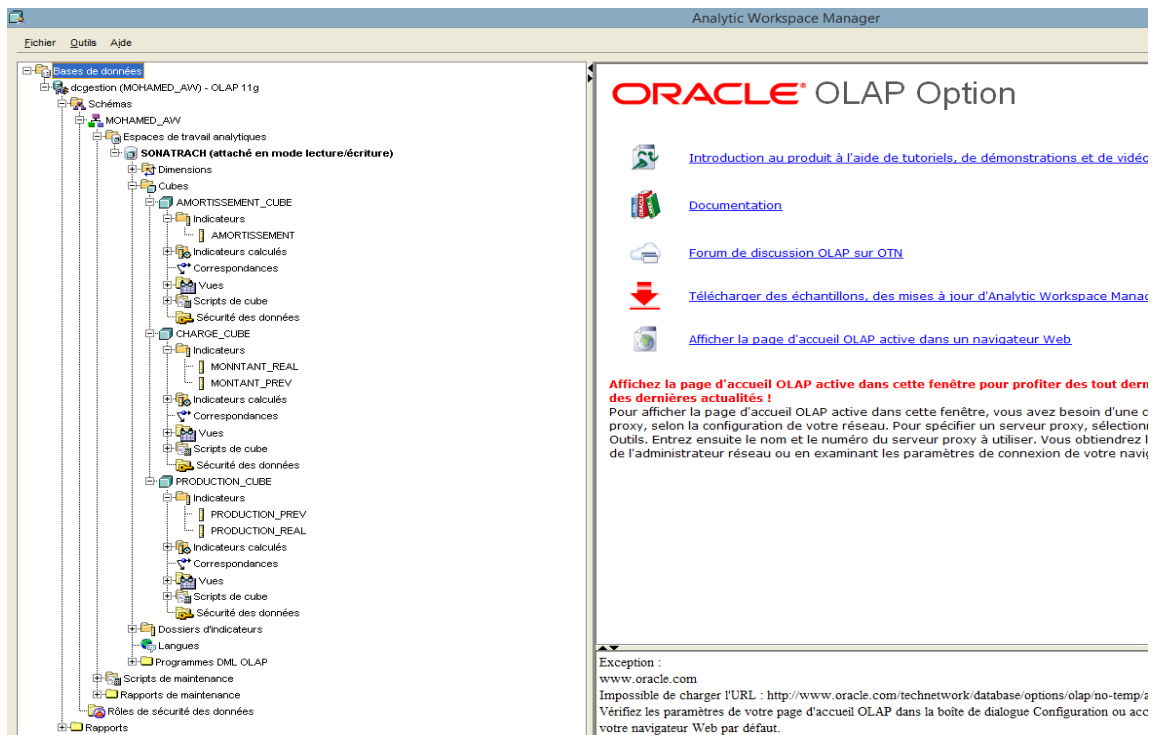 Analytic Workspace Manager
Fichier Outils Aide
Bases de données
dcgestion (MOHAMED_AW) - OLAP 11g
Schémas
MOHAMED_AW
Espaces de travail analytiques
SONATRACH (attaché en mode lecture/écriture)
Dimensions
Cubes
AMORTISSEMENT_CUBE
Indicateurs
AMORTISSEMENT
Indicateurs calculés
Correspondances
Vues
Scripts de cube
Sécurité des données
CHARGE_CUBE
Indicateurs
MONNTANT_REAL
MONTANT_PREV
Indicateurs calculés
Correspondances
Vues
Scripts de cube
Sécurité des données
PRODUCTION_CUBE
Indicateurs
PRODUCTION_PREV
PRODUCTION_REAL
Indicateurs calculés
Correspondances
Vues
Scripts de cube
Sécurité des données
Dossiers d'indicateurs
Langues
Programmes DML OLAP
Scripts de maintenance
Rapports de maintenance
Rôles de sécurité des données
Rapports
ORACLE OLAP Option
Introduction au produit à l'aide de tutoriels, de démonstrations et de vidéo
Documentation
Forum de discussion OLAP sur OTN
Télécharger des échantillons, des mises à jour d'Analytic Workspace Manag
Afficher la page d'accueil OLAP active dans un navigateur Web
Affichez la page d'accueil OLAP active dans cette fenêtre pour profiter des tout dern
des dernières actualités !
Pour afficher la page d'accueil OLAP active dans cette fenêtre, vous avez besoin d'une c
proxy, selon la configuration de votre réseau. Pour spécifier un serveur proxy, sélection
Outils. Entrez ensuite le nom et le numéro du serveur proxy à utiliser. Vous obtiendrez l
de l'administrateur réseau ou en examinant les paramètres de connexion de votre navig
Exception :
www.oracle.com
Impossible de charger l'URL : http://www.oracle.com/technetwork/database/options/olap/no-temp/a
Vérifiez les paramètres de votre page d'accueil OLAP dans la boîte de dialogue Configuration ou acc
votre navigateur Web par défaut.